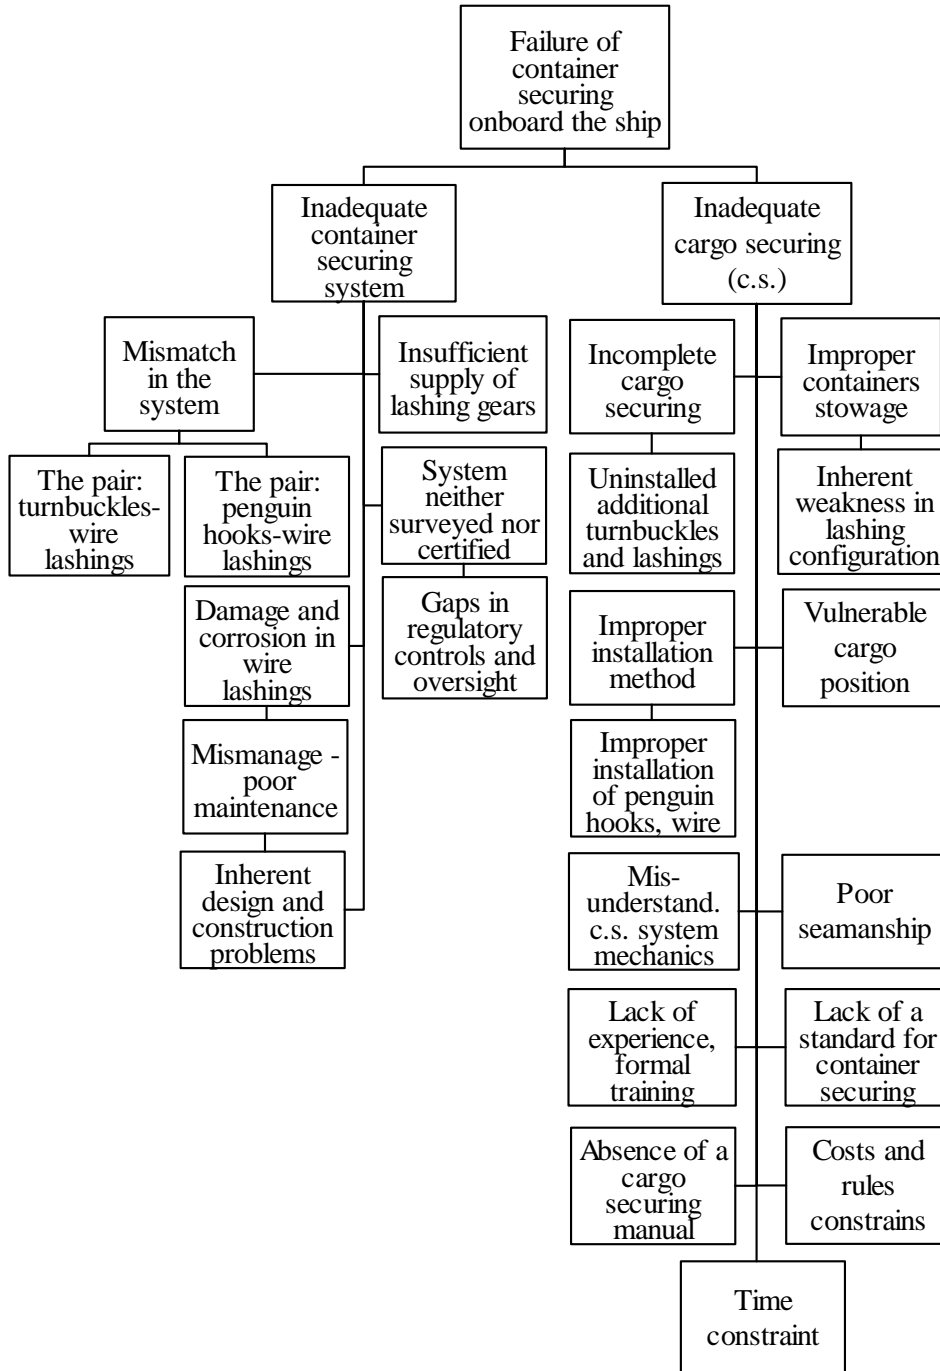 Failure of
container
securing
onboard the ship
Inadequate
container
securing
system
Inadequate
cargo securing
(c.s.)
Mismatch
in the
system
Insufficient
supply of
lashing gears
Incomplete
cargo
securing
Improper
containers
stowage
The pair:
turnbuckles-
wire
lashings
The pair:
penguin
hooks-wire
lashings
System
neither
surveyed nor
certified
Uninstalled
additional
turnbuckles
and lashings
Inherent
weakness in
lashing
configuration
Damage and
corrosion in
wire
lashings
Gaps in
regulatory
controls and
oversight
Improper
installation
method
Vulnerable
cargo
position
Mismanage -
poor
maintenance
Improper
installation
of penguin
hooks, wire
Inherent
design and
construction
problems
Mis-
understand.
c.s. system
mechanics
Poor
seamanship
Lack of
experience,
formal
training
Lack of a
standard for
container
securing
Absence of a
cargo
securing
manual
Costs and
rules
constrains
Time
constraint